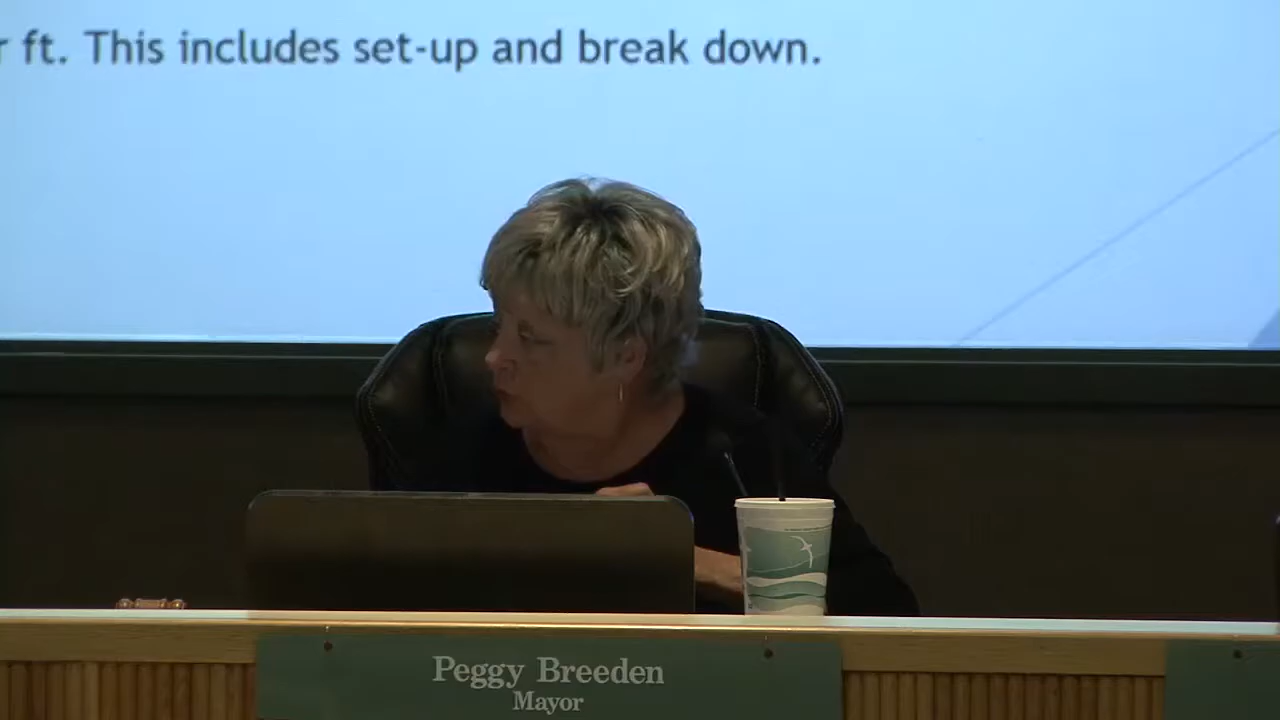 ft. This includes set-up and break down.
Peggy Breeden
Mayor